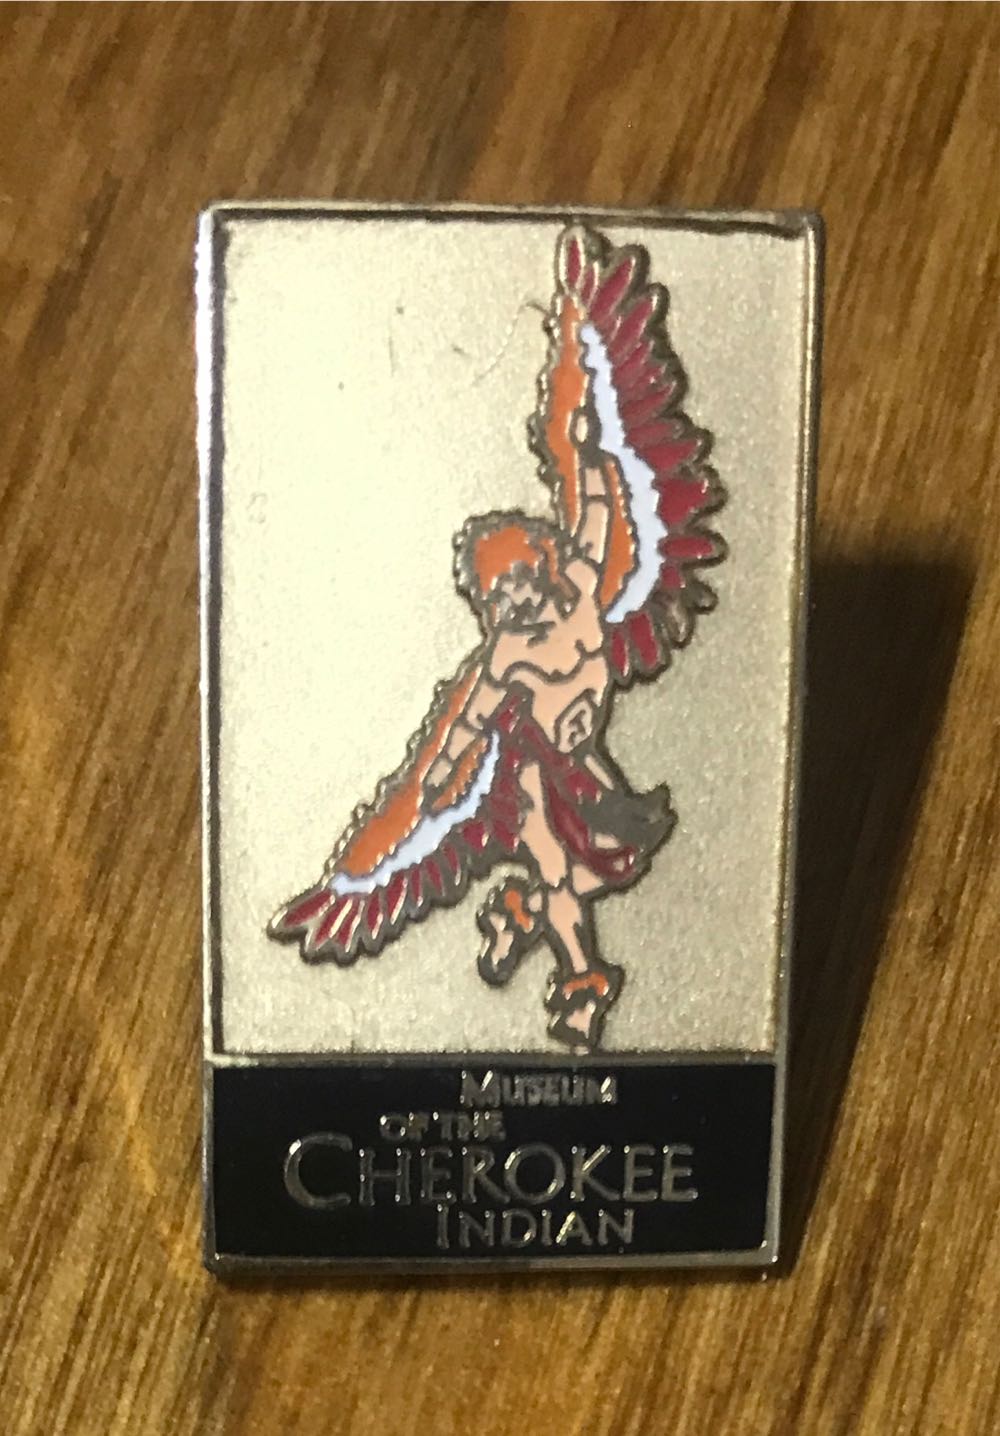 MUSEUM
OF THE
CHEROKEE
INDIAN